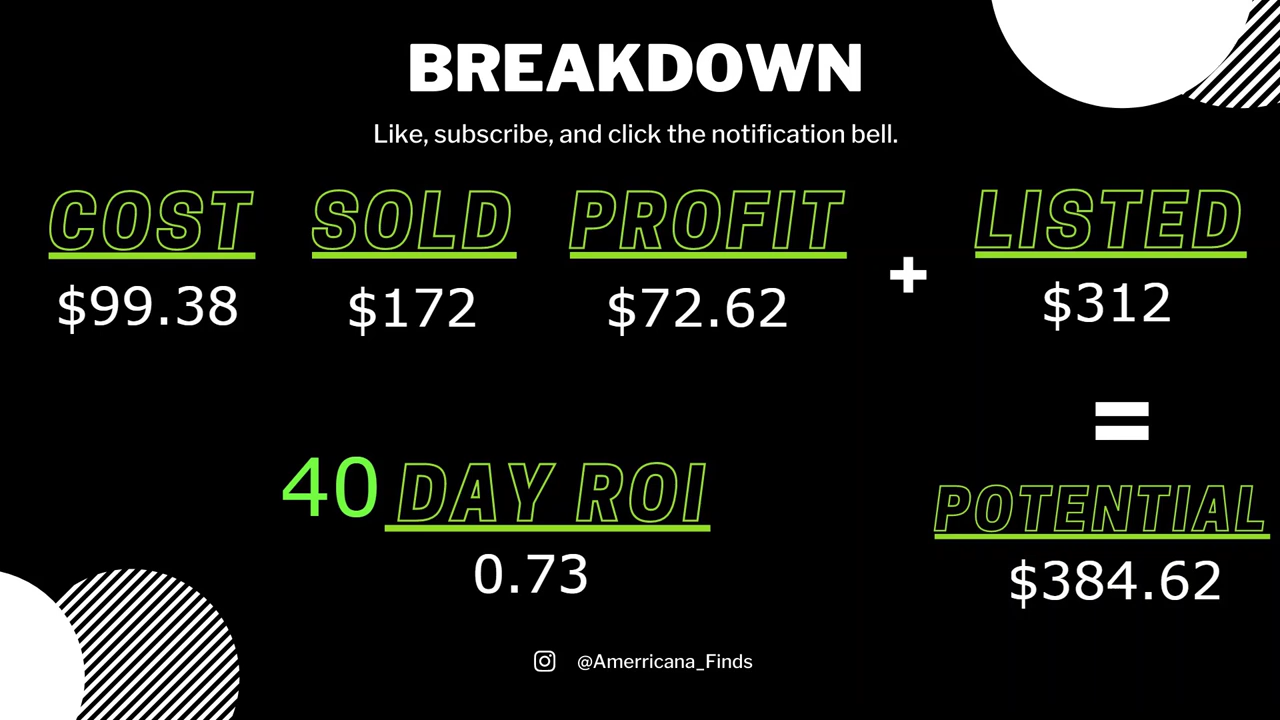 BREAKDOWN
Like, subscribe, and click the notification bell.
COST SOLD PROFIT + LISTED
$99.38 $172 $72.62 $312
=
40 DAY ROI POTENTIAL
0.73 $384.62
@Amerricana_Finds